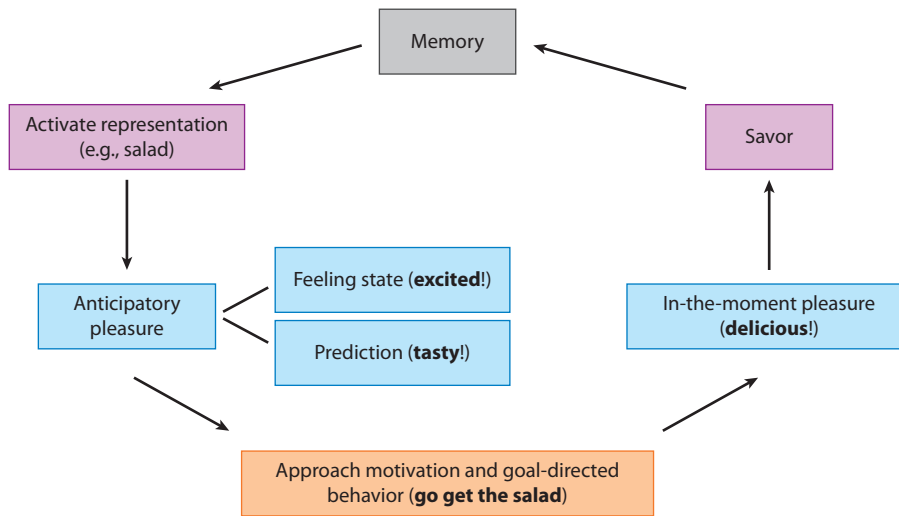 Memory
Activate representation
(e.g., salad)
Savor
Feeling state (excited!)
Anticipatory
pleasure
In-the-moment pleasure
(delicious!)
Prediction (tasty!)
Approach motivation and goal-directed
behavior (go get the salad)